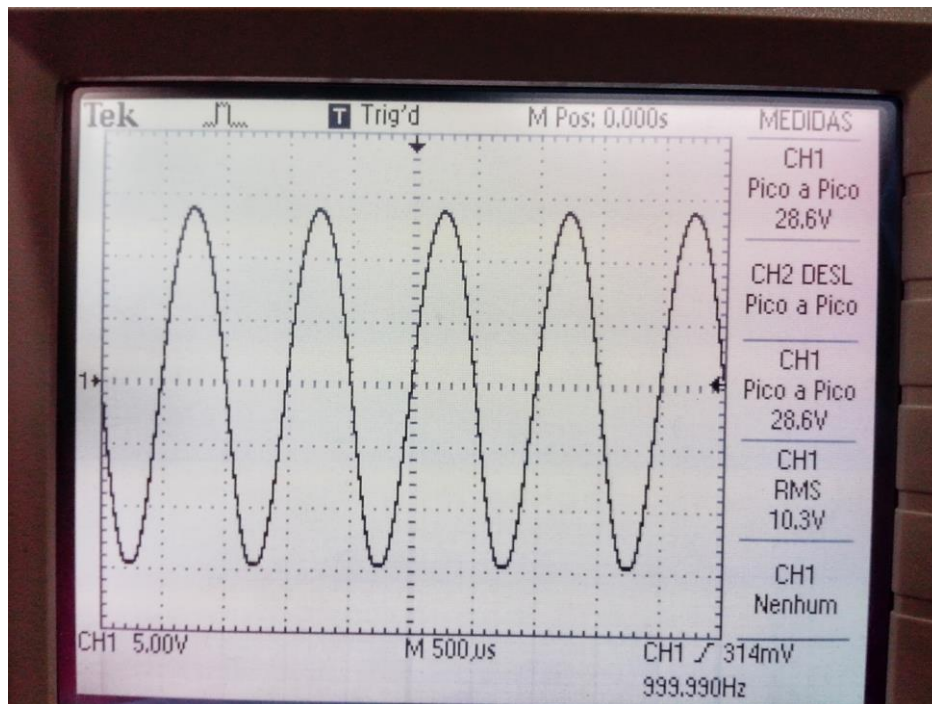 Tek T Trig'd M Pos: 0.000s MEDIDAS
CH1
Pico a Pico
28.6V
CH2 DESL
Pico a Pico
CH1
Pico a Pico
28.6V
CH1
RMS
10.3V
CH1
Nenhum
1
CH1 5.00V M 500µs CH1 314mV
999.990Hz